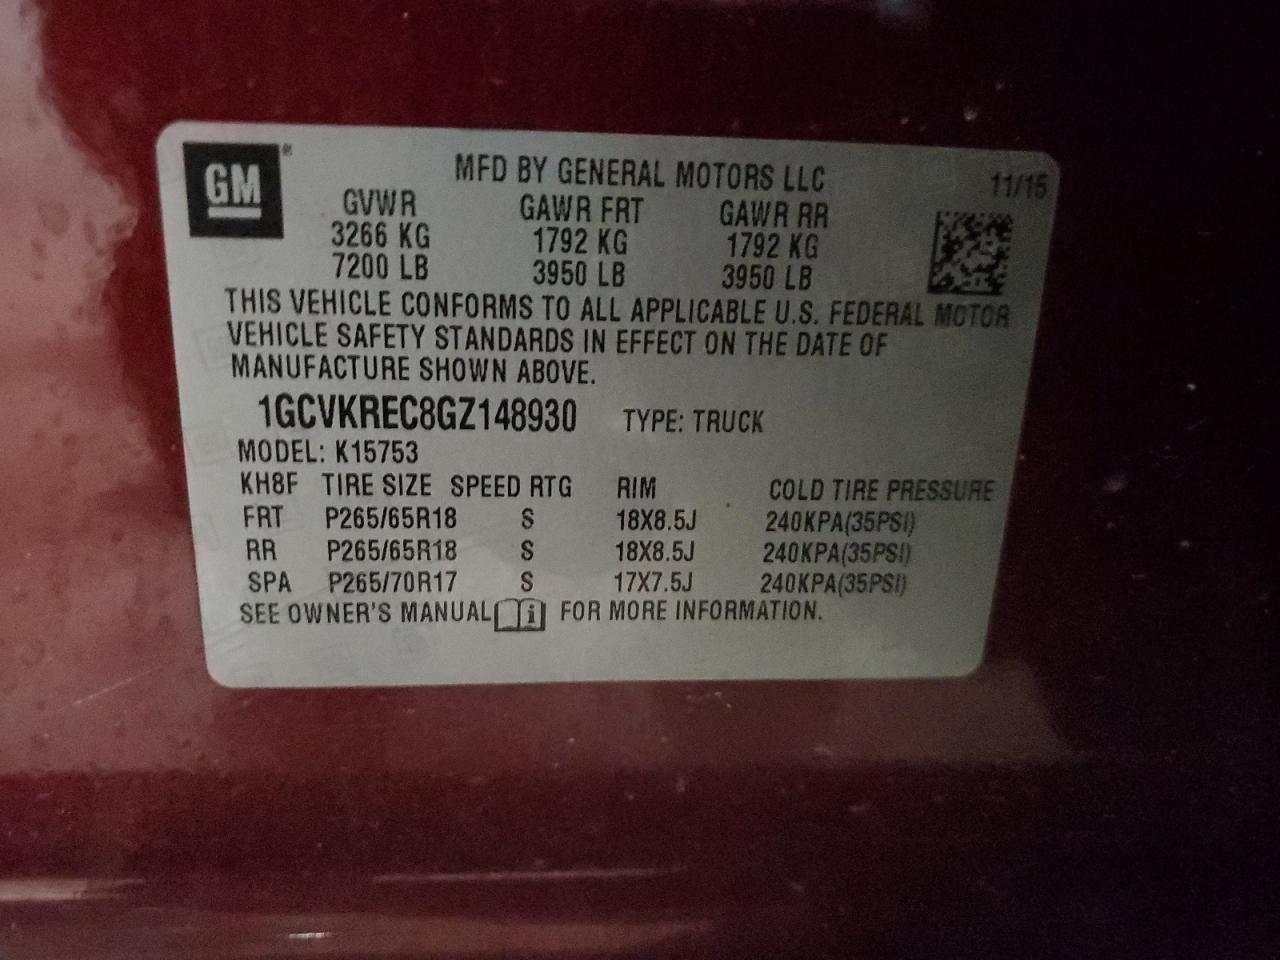 GM®
MFD BY GENERAL MOTORS LLC 11/15
GVWR GAWR FRT GAWR RR
3266 KG 1792 KG 1792 KG
7200 LB 3950 LB 3950 LB
THIS VEHICLE CONFORMS TO ALL APPLICABLE U.S. FEDERAL MOTOR
VEHICLE SAFETY STANDARDS IN EFFECT ON THE DATE OF
MANUFACTURE SHOWN ABOVE.
1GCVKREC8GZ148930 TYPE: TRUCK
MODEL: K15753
KH8F TIRE SIZE SPEED RTG RIM COLD TIRE PRESSURE
FRT P265/65R18 S 18X8.5J 240KPA(35PSI)
RR P265/65R18 S 18X8.5J 240KPA(35PSI)
SPA P265/70R17 S 17X7.5J 240KPA(35PSI)
SEE OWNER'S MANUAL i FOR MORE INFORMATION.